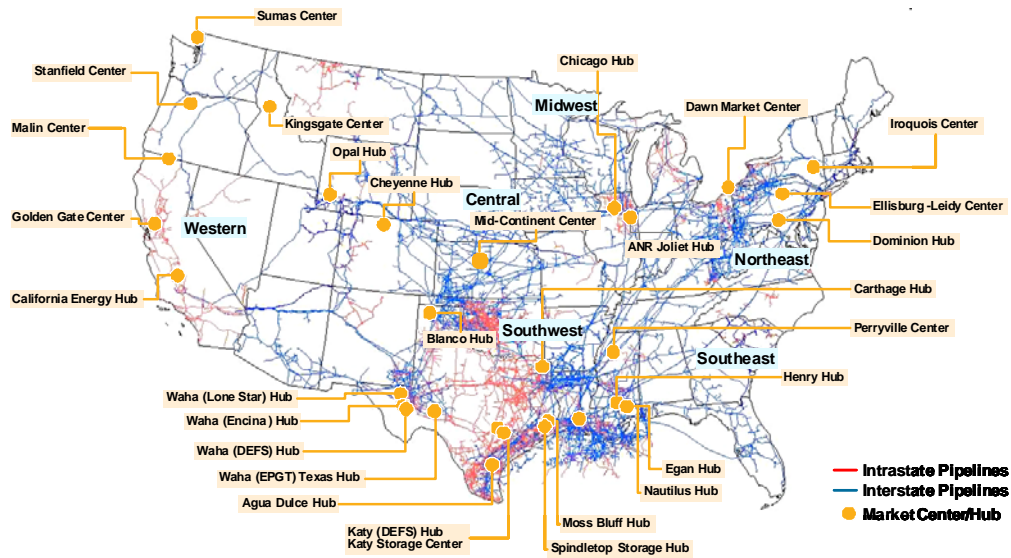 Sumas Center
Chicago Hub
Stanfield Center
Midwest
Dawn Market Center
Malin Center
Kingsgate Center
Iroquois Center
Opal Hub
Cheyenne Hub
Central
Ellisburg -Leidy Center
Golden Gate Center
Western
Mid-Continent Center
ANR Joliet Hub
Dominion Hub
Northeast
California Energy Hub
Carthage Hub
Blanco Hub
Southwest
Perryville Center
Southeast
Henry Hub
Waha (Lone Star) Hub
Waha (Encina) Hub
Waha (DEFS) Hub
Waha (EPGT) Texas Hub
Egan Hub
Intrastate Pipelines
Agua Dulce Hub
Nautilus Hub
Interstate Pipelines
Market Center/Hub
Katy (DEFS) Hub
Katy Storage Center
Moss Bluff Hub
Spindletop Storage Hub